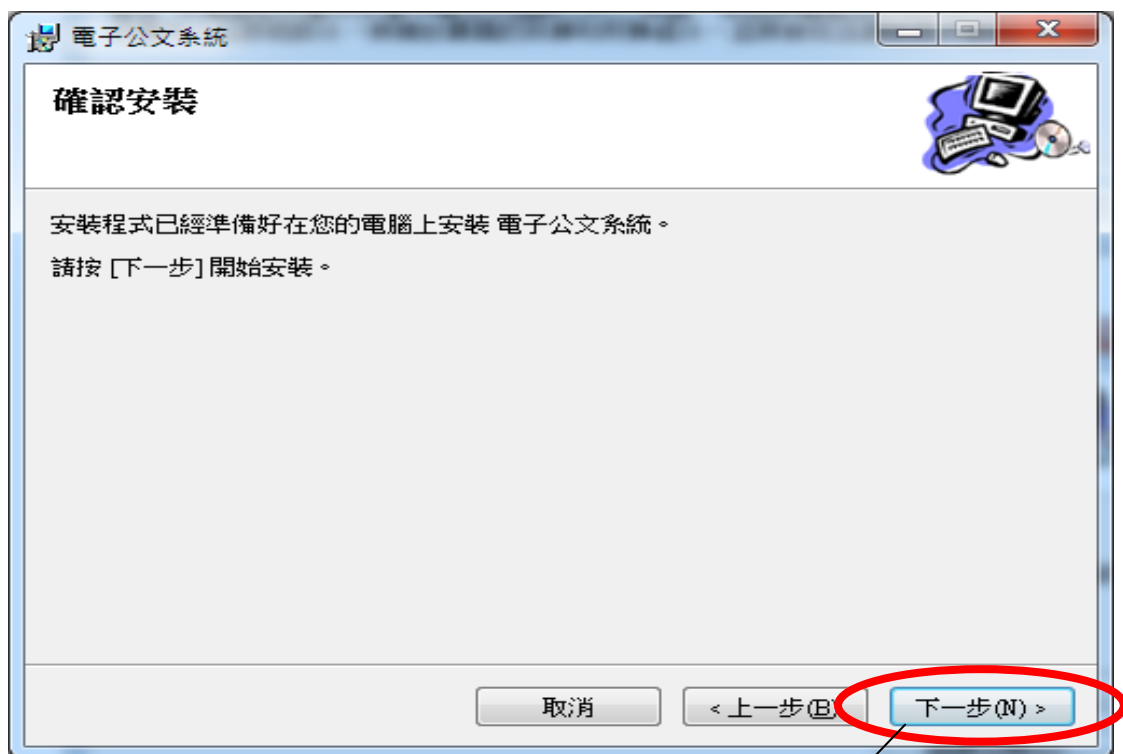 電子公文系統
確認安裝
安裝程式已經準備好在您的電腦上安裝 電子公文系統。
請按 [下一步] 開始安裝。
取消
< 上一步(B)
下一步(N) >